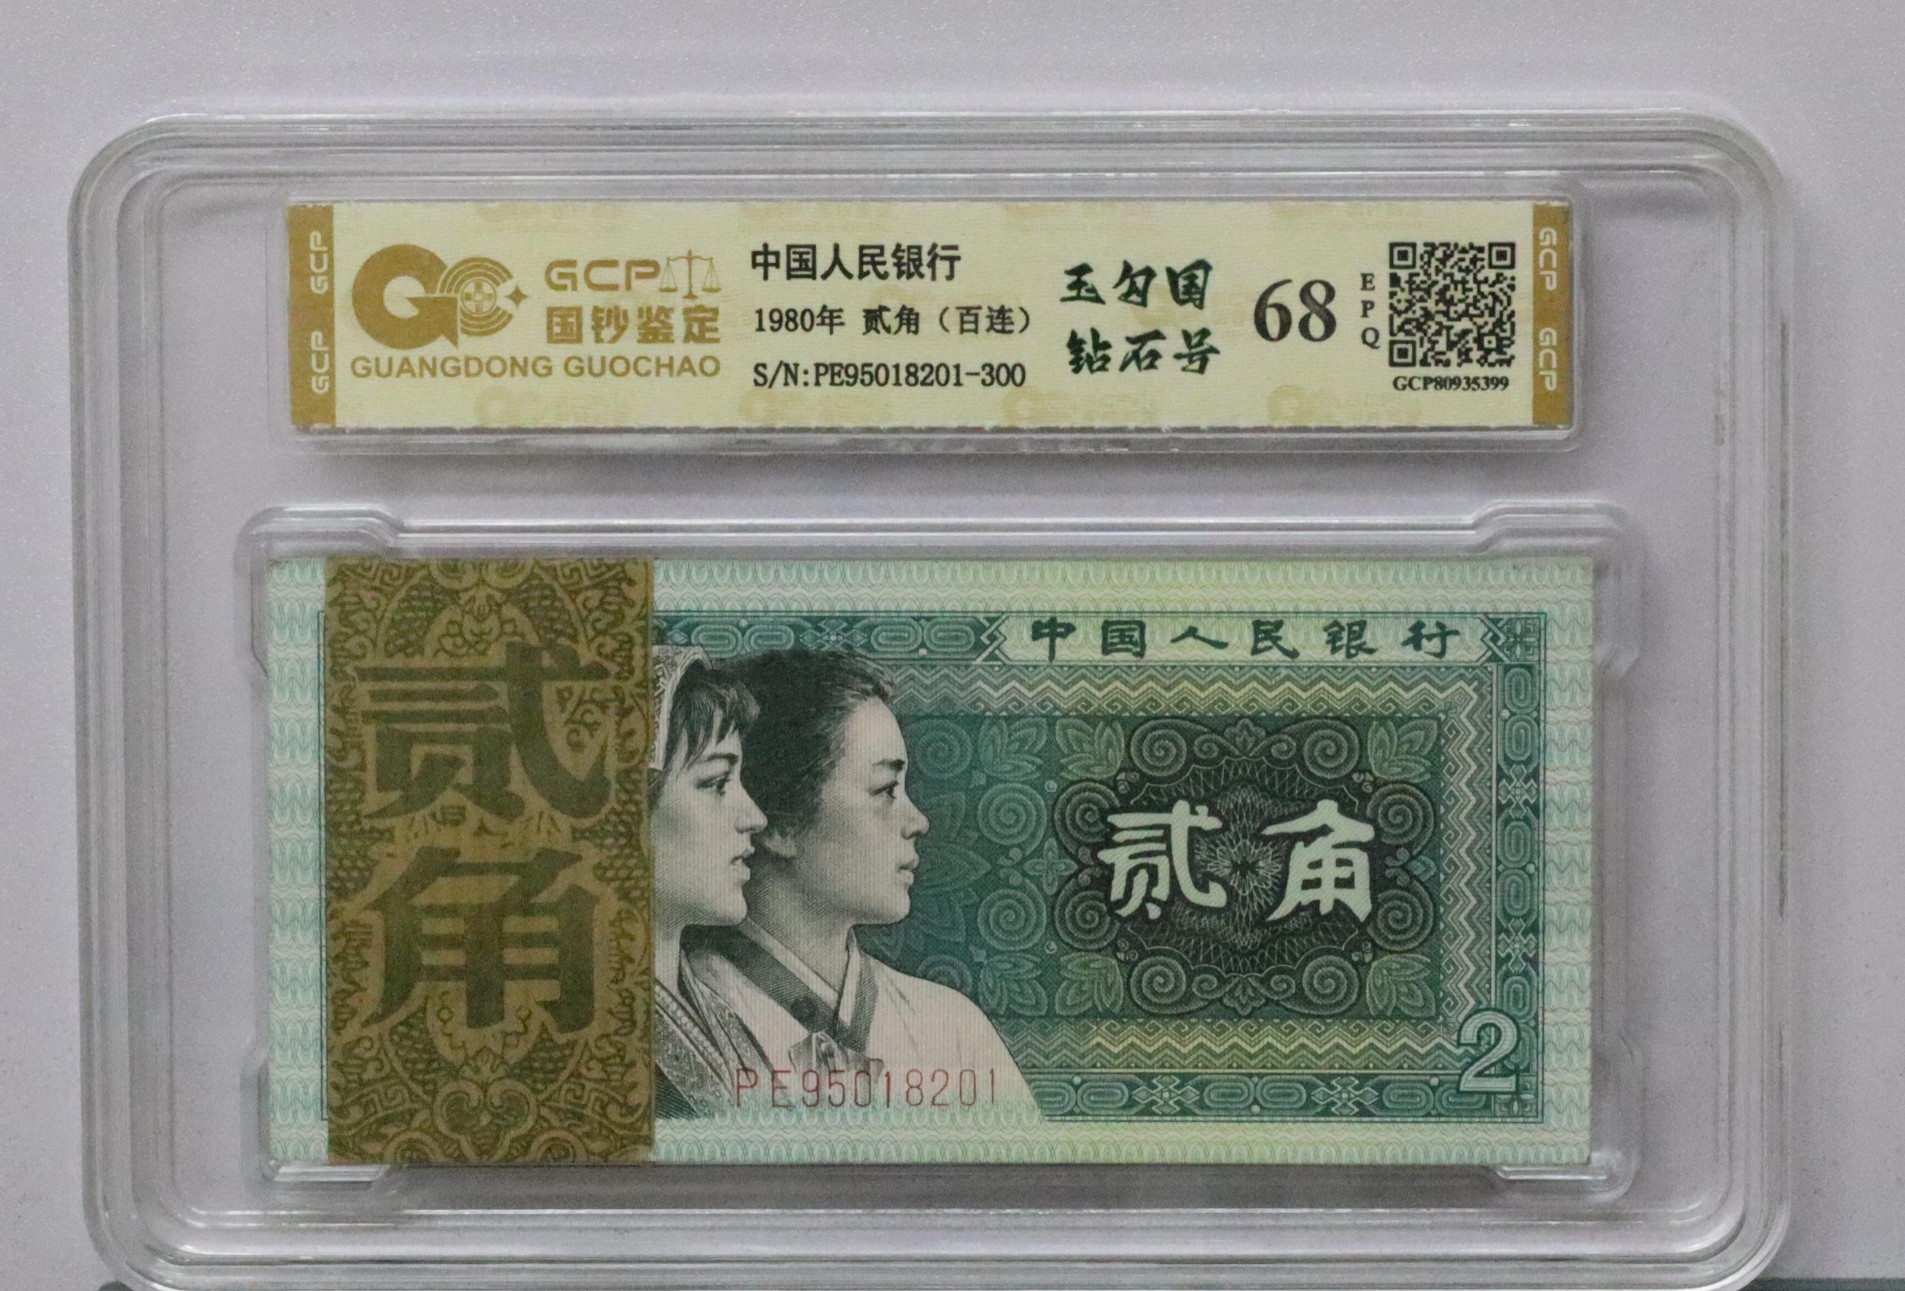 GCP
GCP
GCP
国钞鉴定
GUANGDONG GUOCHAO
中国人民银行
1980年 贰角（百连）
S/N:PE95018201-300
玉勾国
钻石号
68
EPQ
GCP80935399
GCP
GCP
贰角
中国人民银行
贰角
PE95018201
2